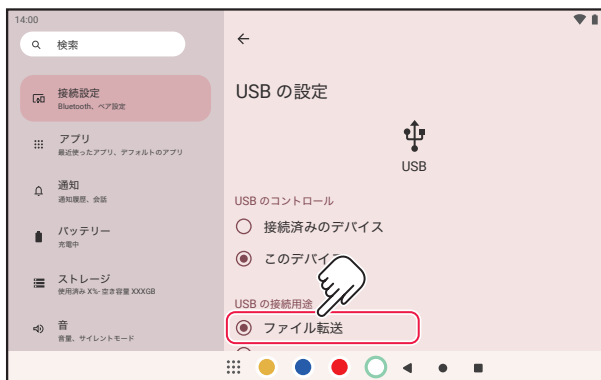 14:00
検索
接続設定
Bluetooth、ペア設定
アプリ
最近使ったアプリ、デフォルトのアプリ
通知
通知履歴、会話
バッテリー
充電中
ストレージ
使用済み X%- 空き容量 XXXGB
音
音量、サイレントモード
USB の設定
USB
USB のコントロール
接続済みのデバイス
このデバイス
USB の接続用途
ファイル転送